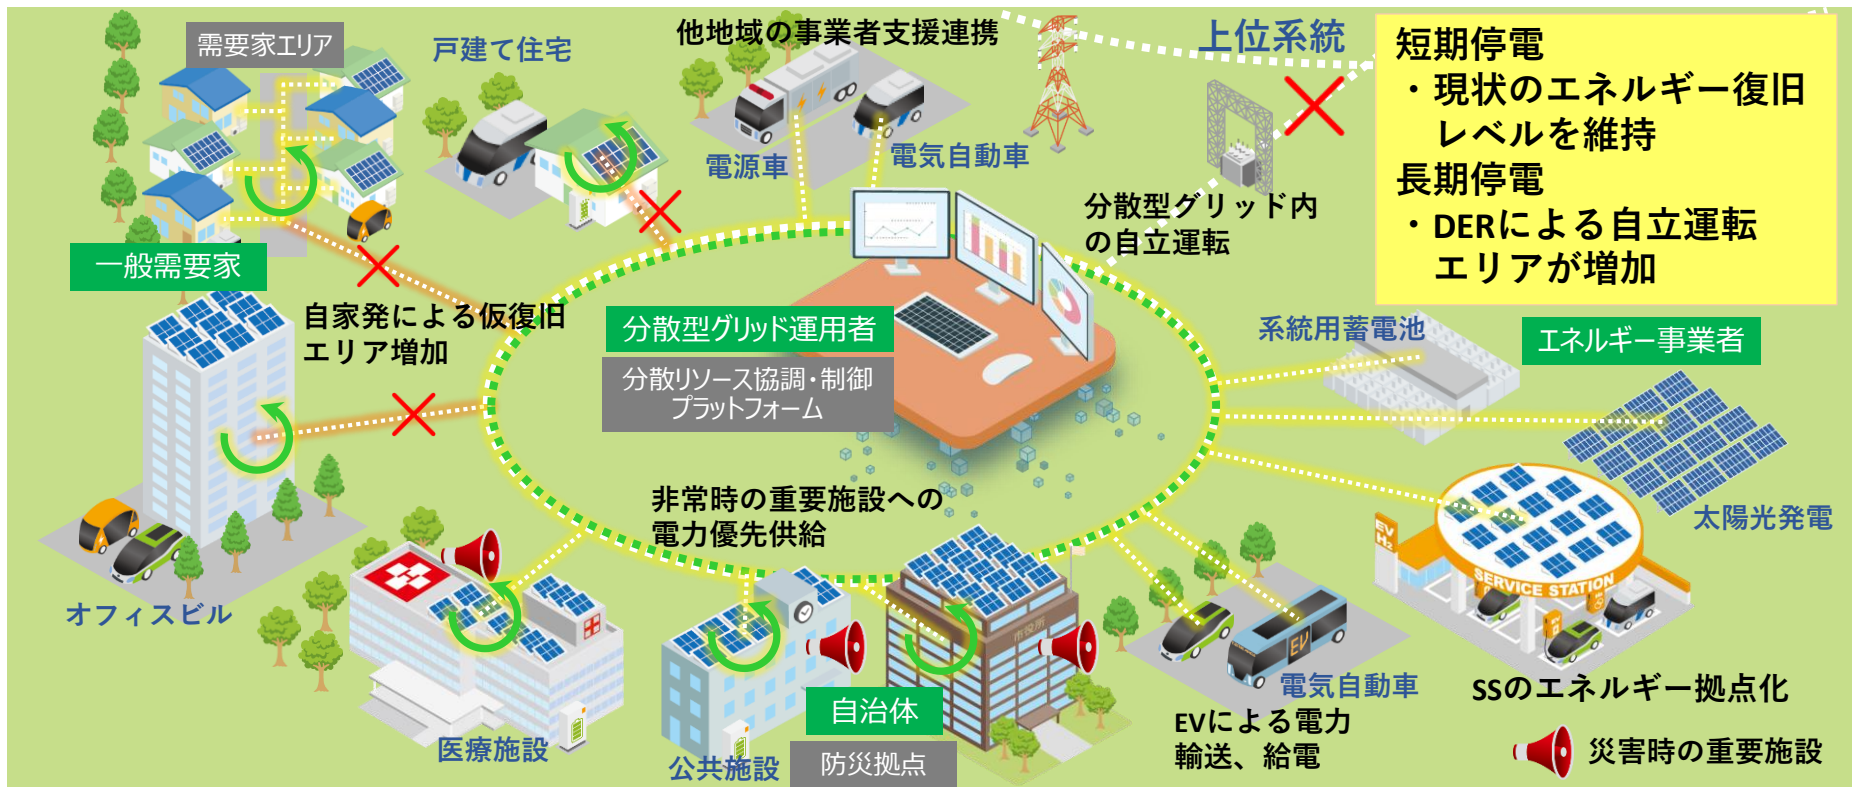 需要家エリア
戸建て住宅
他地域の事業者支援連携
上位系統
短期停電
・現状のエネルギー復旧
レベルを維持
長期停電
・DERによる自立運転
エリアが増加
電源車
電気自動車
分散型グリッド内
の自立運転
一般需要家
自家発による仮復旧
エリア増加
分散型グリッド運用者
分散リソース協調・制御
プラットフォーム
系統用蓄電池
エネルギー事業者
太陽光発電
非常時の重要施設への
電力優先供給
オフィスビル
EV
H2
SERVICE STATION
EV
市役所
EV
医療施設
公共施設
自治体
防災拠点
電気自動車
EVによる電力
輸送、給電
SSのエネルギー拠点化
災害時の重要施設